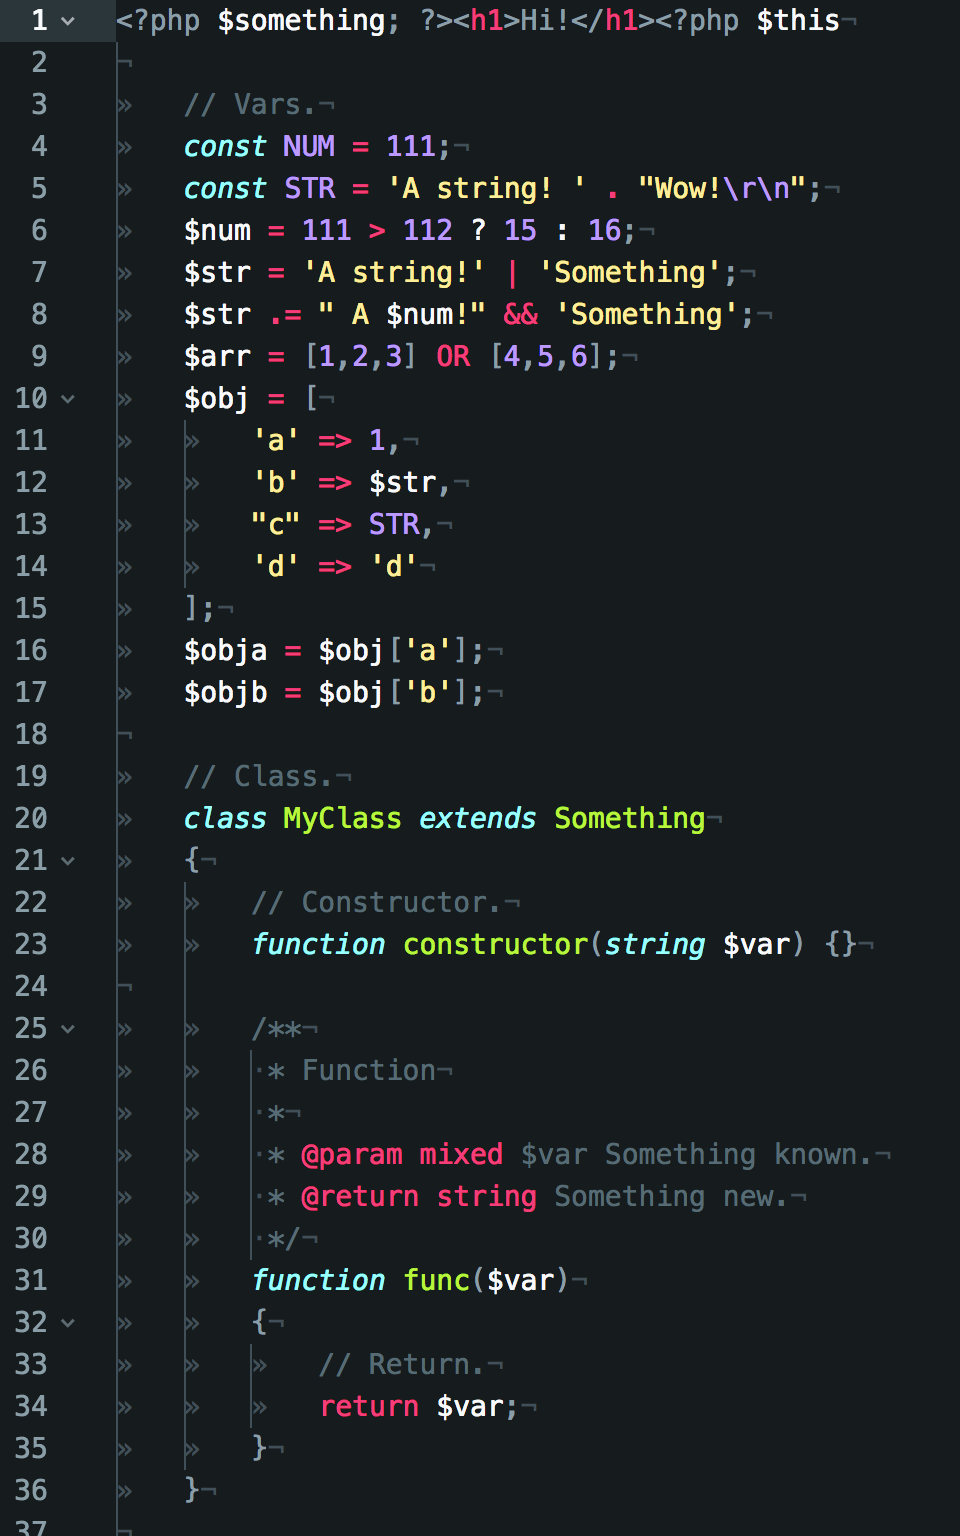 1 <?php $something; ?><h1>Hi!</h1><?php $this
2
3 // Vars.
4 const NUM = 111;
5 const STR = 'A string! ' . "Wow!\r\n";
6 $num = 111 > 112 ? 15 : 16;
7 $str = 'A string!' | 'Something';
8 $str .= " A $num!" && 'Something';
9 $arr = [1,2,3] OR [4,5,6];
10 $obj = [
11 'a' => 1,
12 'b' => $str,
13 "c" => STR,
14 'd' => 'd'
15 ];
16 $obja = $obj['a'];
17 $objb = $obj['b'];
18
19 // Class.
20 class MyClass extends Something
21 {
22 // Constructor.
23 function constructor(string $var) {}
24
25 /**
26 * Function
27 *
28 * @param mixed $var Something known.
29 * @return string Something new.
30 */
31 function func($var)
32 {
33 // Return.
34 return $var;
35 }
36 }
37